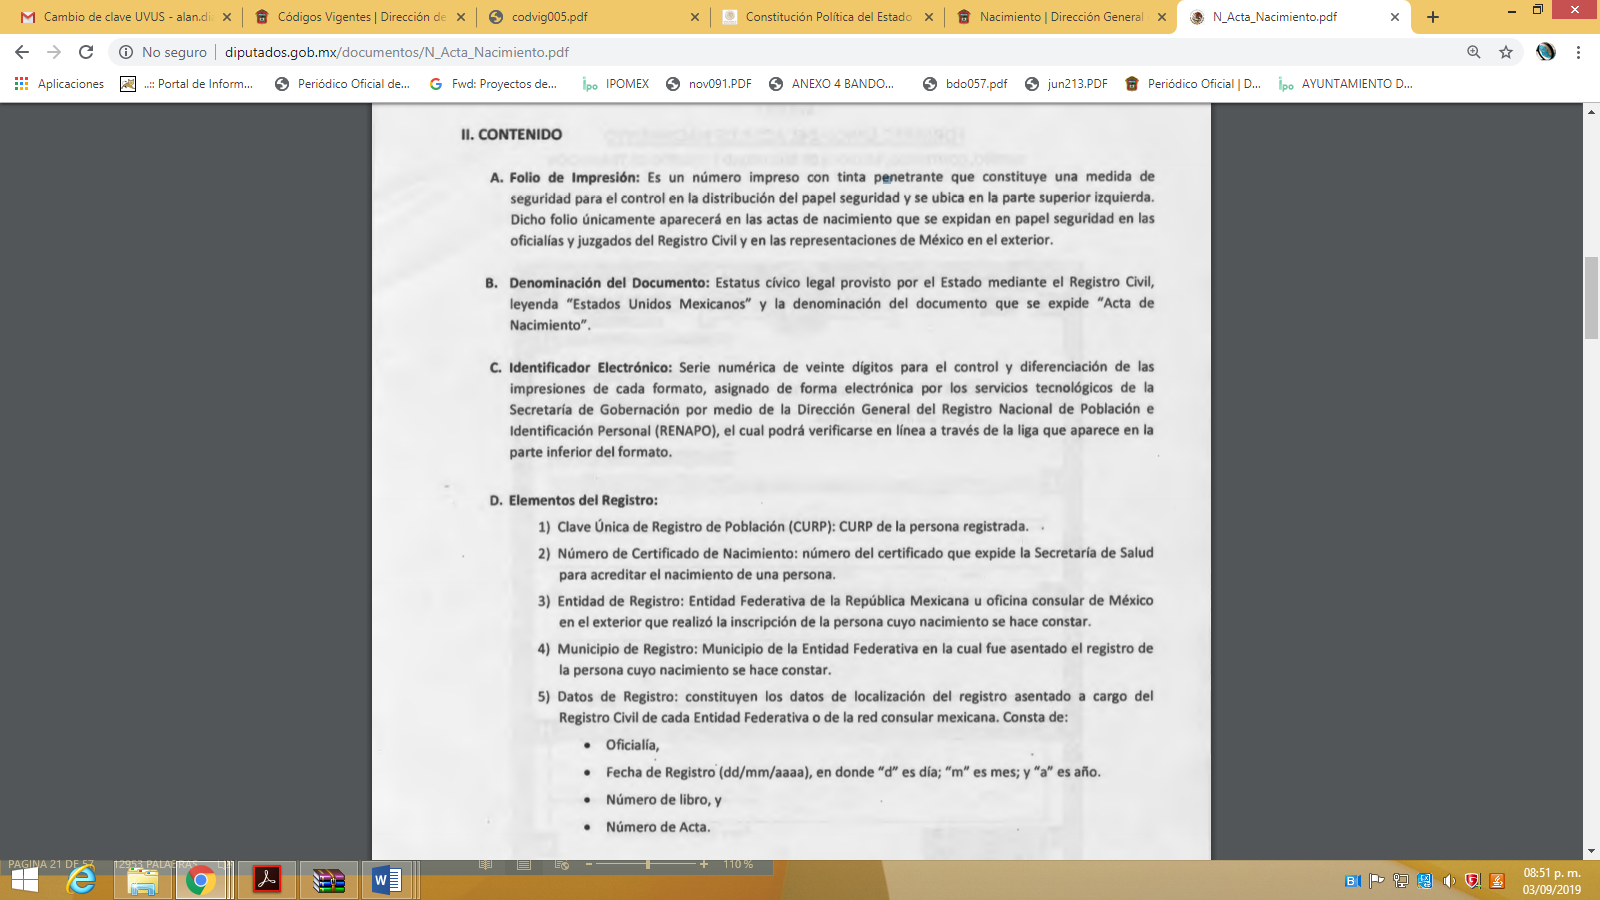 Cambio de clave UVUS - alan.di
Códigos Vigentes | Dirección de
codvig005.pdf
Constitución Política del Estado
Nacimiento | Dirección General
N_Acta_Nacimiento.pdf
No seguro
diputados.gob.mx/documentos/N_Acta_Nacimiento.pdf
Aplicaciones
..:: Portal de Inform...
Periódico Oficial de...
Fwd: Proyectos de...
IPOMEX
nov091.PDF
ANEXO 4 BANDO...
bdo057.pdf
jun213.PDF
Periódico Oficial | D...
AYUNTAMIENTO D...
II. CONTENIDO
A. Folio de Impresión: Es un número impreso con tinta penetrante que constituye una medida de
seguridad para el control en la distribución del papel seguridad y se ubica en la parte superior izquierda.
Dicho folio únicamente aparecerá en las actas de nacimiento que se expidan en papel seguridad en las
oficialías y juzgados del Registro Civil y en las representaciones de México en el exterior.
B. Denominación del Documento: Estatus cívico legal provisto por el Estado mediante el Registro Civil,
leyenda “Estados Unidos Mexicanos” y la denominación del documento que se expide “Acta de
Nacimiento”.
C. Identificador Electrónico: Serie numérica de veinte dígitos para el control y diferenciación de las
impresiones de cada formato, asignado de forma electrónica por los servicios tecnológicos de la
Secretaría de Gobernación por medio de la Dirección General del Registro Nacional de Población e
Identificación Personal (RENAPO), el cual podrá verificarse en línea a través de la liga que aparece en la
parte inferior del formato.
D. Elementos del Registro:
1) Clave Única de Registro de Población (CURP): CURP de la persona registrada.
2) Número de Certificado de Nacimiento: número del certificado que expide la Secretaría de Salud
para acreditar el nacimiento de una persona.
3) Entidad de Registro: Entidad Federativa de la República Mexicana u oficina consular de México
en el exterior que realizó la inscripción de la persona cuyo nacimiento se hace constar.
4) Municipio de Registro: Municipio de la Entidad Federativa en la cual fue asentado el registro de
la persona cuyo nacimiento se hace constar.
5) Datos de Registro: constituyen los datos de localización del registro asentado a cargo del
Registro Civil de cada Entidad Federativa o de la red consular mexicana. Consta de:
• Oficialía,
• Fecha de Registro (dd/mm/aaaa), en donde “d” es día; “m” es mes; y “a” es año.
• Número de libro, y
• Número de Acta.
PÁGINA 21 DE 57 12953 PALABRAS
110 %
08:51 p. m.
03/09/2019